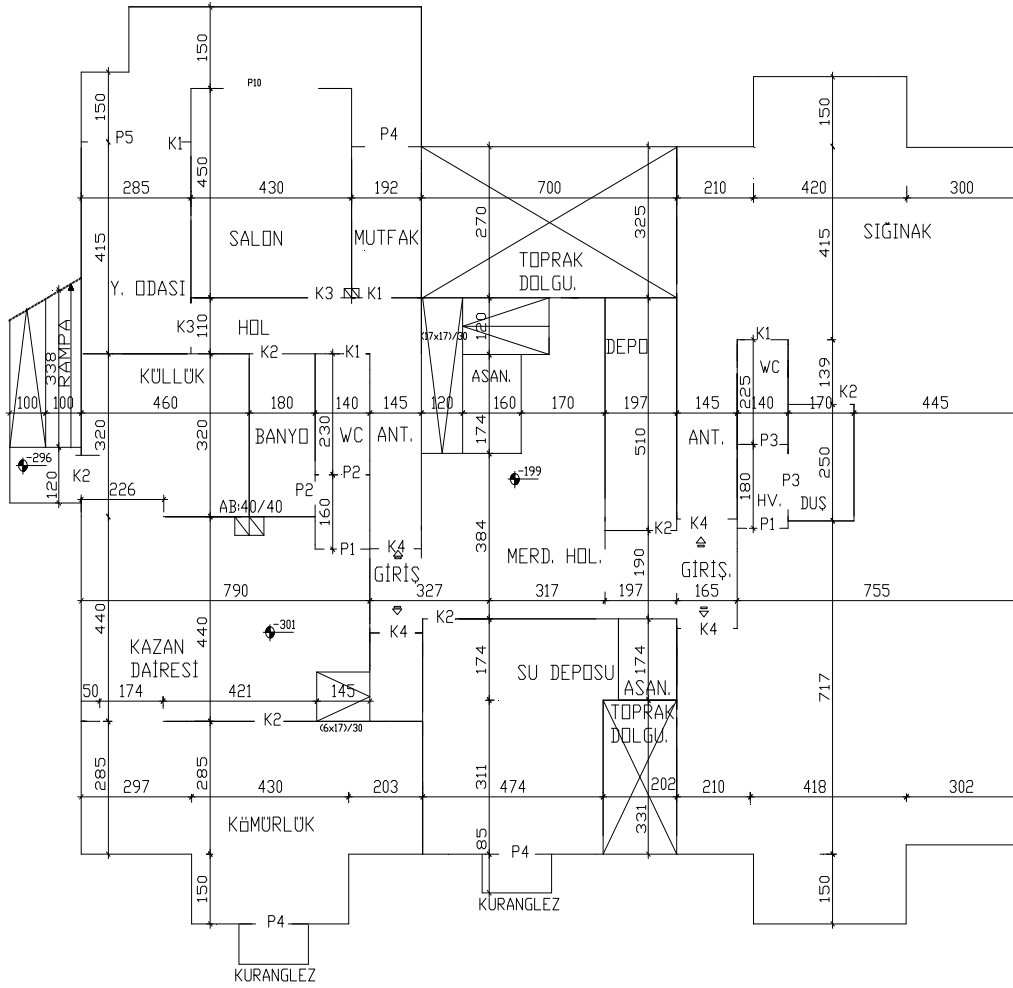 150
150
150
P10
P5
K1
P4
450
285
430
192
700
210
420
300
415
SALON
MUTFAK
270
325
415
SIĞINAK
TOPRAK
DOLGU.
Y. ODASI
K3
K1
K3
110
HOL
(17x17)/30
120
DEPO
K1
RAMPA
338
KÜLLÜK
K2
K1
ASAN.
WC
139
K2
100
100
460
180
140
145
120
160
170
197
145
140
170
445
320
320
BANYO
230
WC
ANT.
174
510
ANT.
225
P3
250
-296
K2
120
226
P2
P2
160
-199
P3
180
HV.
DUŞ
AB:40/40
P1
K4
384
MERD. HOL.
K2
190
K4
P1
GİRİŞ
GİRİŞ.
790
327
317
197
165
755
440
440
-301
K4
K2
K4
KAZAN
DAİRESİ
174
SU DEPOSU
174
ASAN.
717
50
174
421
145
TOPRAK
DOLGU.
K2
(6x17)/30
285
285
311
297
430
203
474
202
210
418
302
KÖMÜRLÜK
331
85
P4
150
150
P4
KURANGLEZ
KURANGLEZ